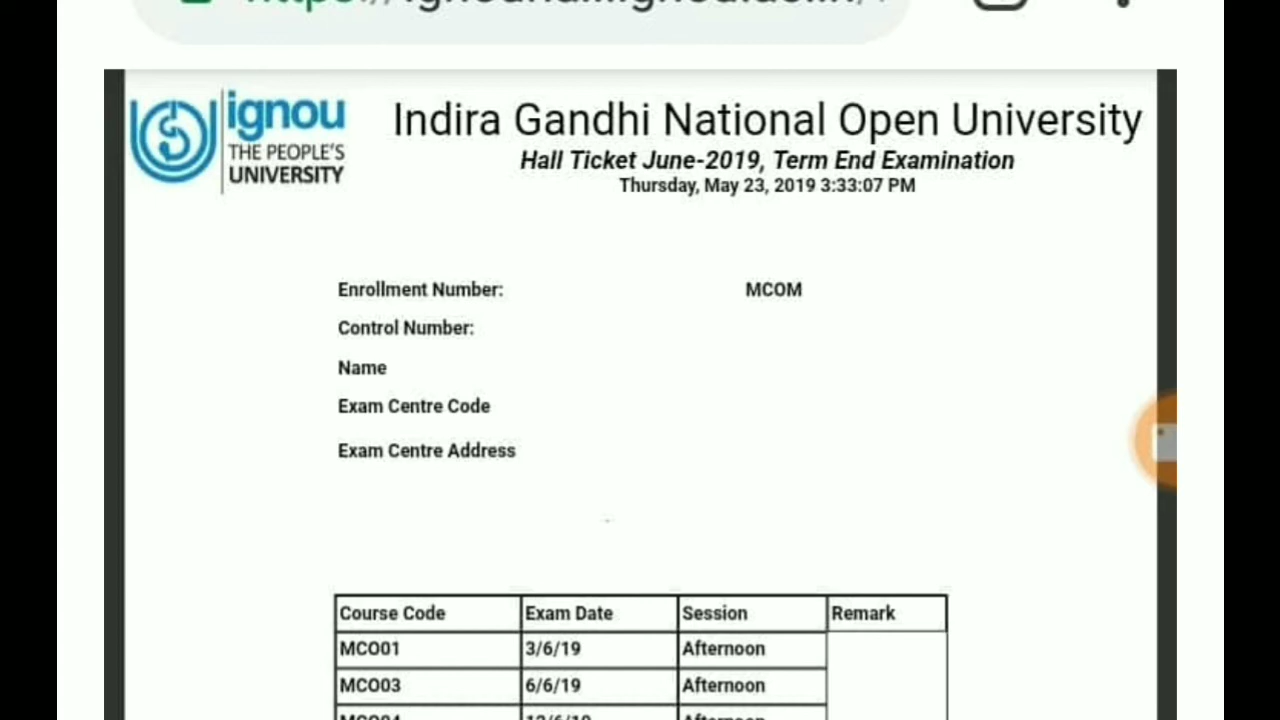 ignou
THE PEOPLE'S
UNIVERSITY
Indira Gandhi National Open University
Hall Ticket June-2019, Term End Examination
Thursday, May 23, 2019 3:33:07 PM
Enrollment Number: MCOM
Control Number:
Name
Exam Centre Code
Exam Centre Address
Course Code Exam Date Session Remark
MCO01 3/6/19 Afternoon
MCO03 6/6/19 Afternoon